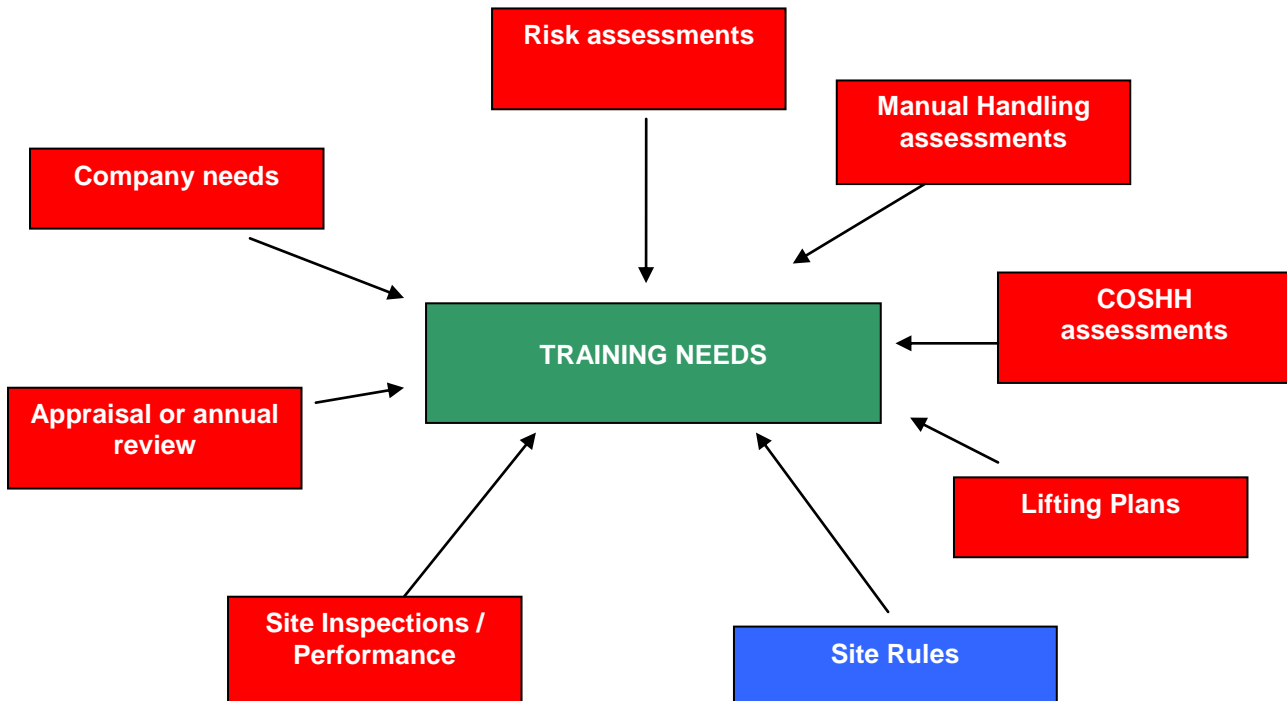 Risk assessments
Manual Handling
assessments
Company needs
COSHH
assessments
TRAINING NEEDS
Appraisal or annual
review
Lifting Plans
Site Inspections /
Performance
Site Rules